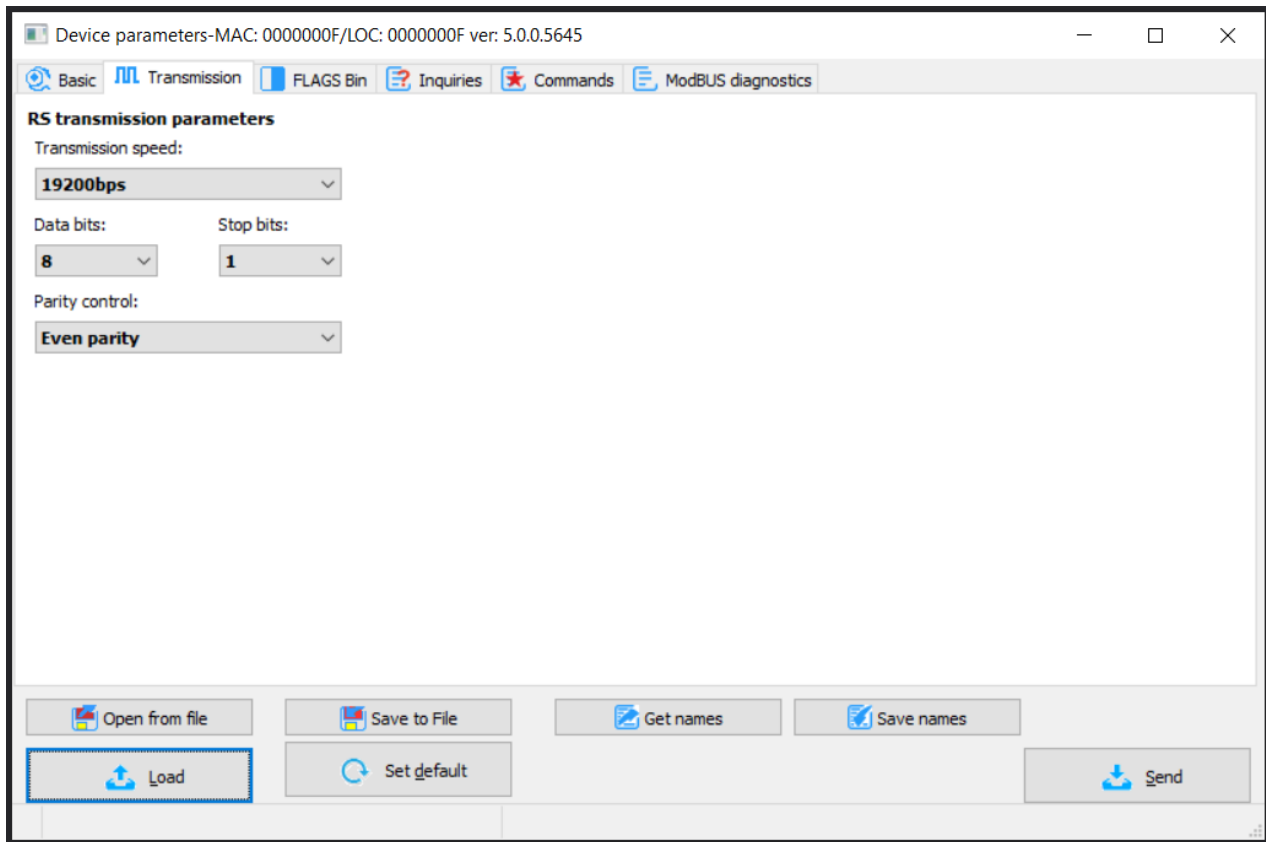 Device parameters-MAC: 0000000F/LOC: 0000000F ver: 5.0.0.5645
Basic Transmission FLAGS Bin Inquiries Commands ModBUS diagnostics
RS transmission parameters
Transmission speed:
19200bps
Data bits: Stop bits:
8 1
Parity control:
Even parity
Open from file Save to File Get names Save names
Load Set default Send